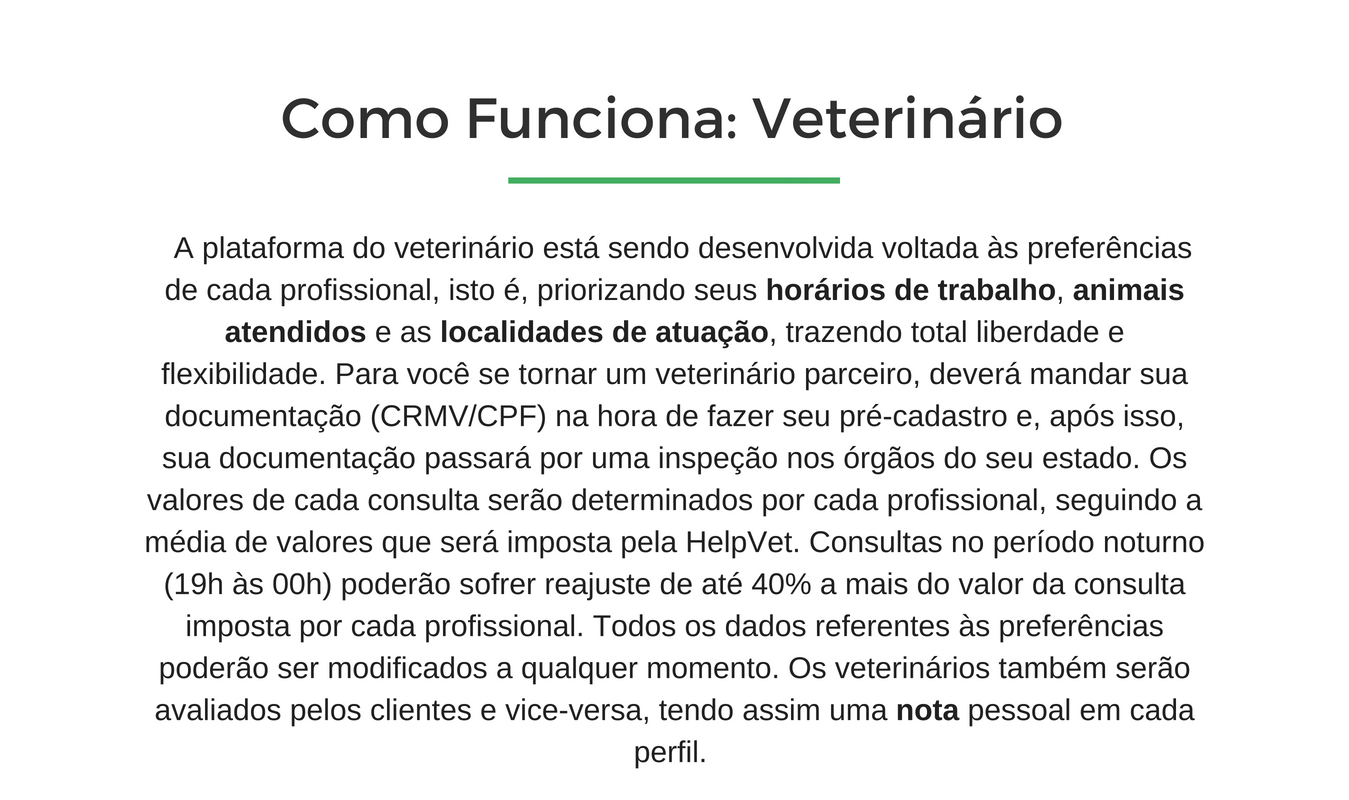 Como Funciona: Veterinário
A plataforma do veterinário está sendo desenvolvida voltada às preferências
de cada profissional, isto é, priorizando seus horários de trabalho, animais
atendidos e as localidades de atuação, trazendo total liberdade e
flexibilidade. Para você se tornar um veterinário parceiro, deverá mandar sua
documentação (CRMV/CPF) na hora de fazer seu pré-cadastro e, após isso,
sua documentação passará por uma inspeção nos órgãos do seu estado. Os
valores de cada consulta serão determinados por cada profissional, seguindo a
média de valores que será imposta pela HelpVet. Consultas no período noturno
(19h às 00h) poderão sofrer reajuste de até 40% a mais do valor da consulta
imposta por cada profissional. Todos os dados referentes às preferências
poderão ser modificados a qualquer momento. Os veterinários também serão
avaliados pelos clientes e vice-versa, tendo assim uma nota pessoal em cada
perfil.